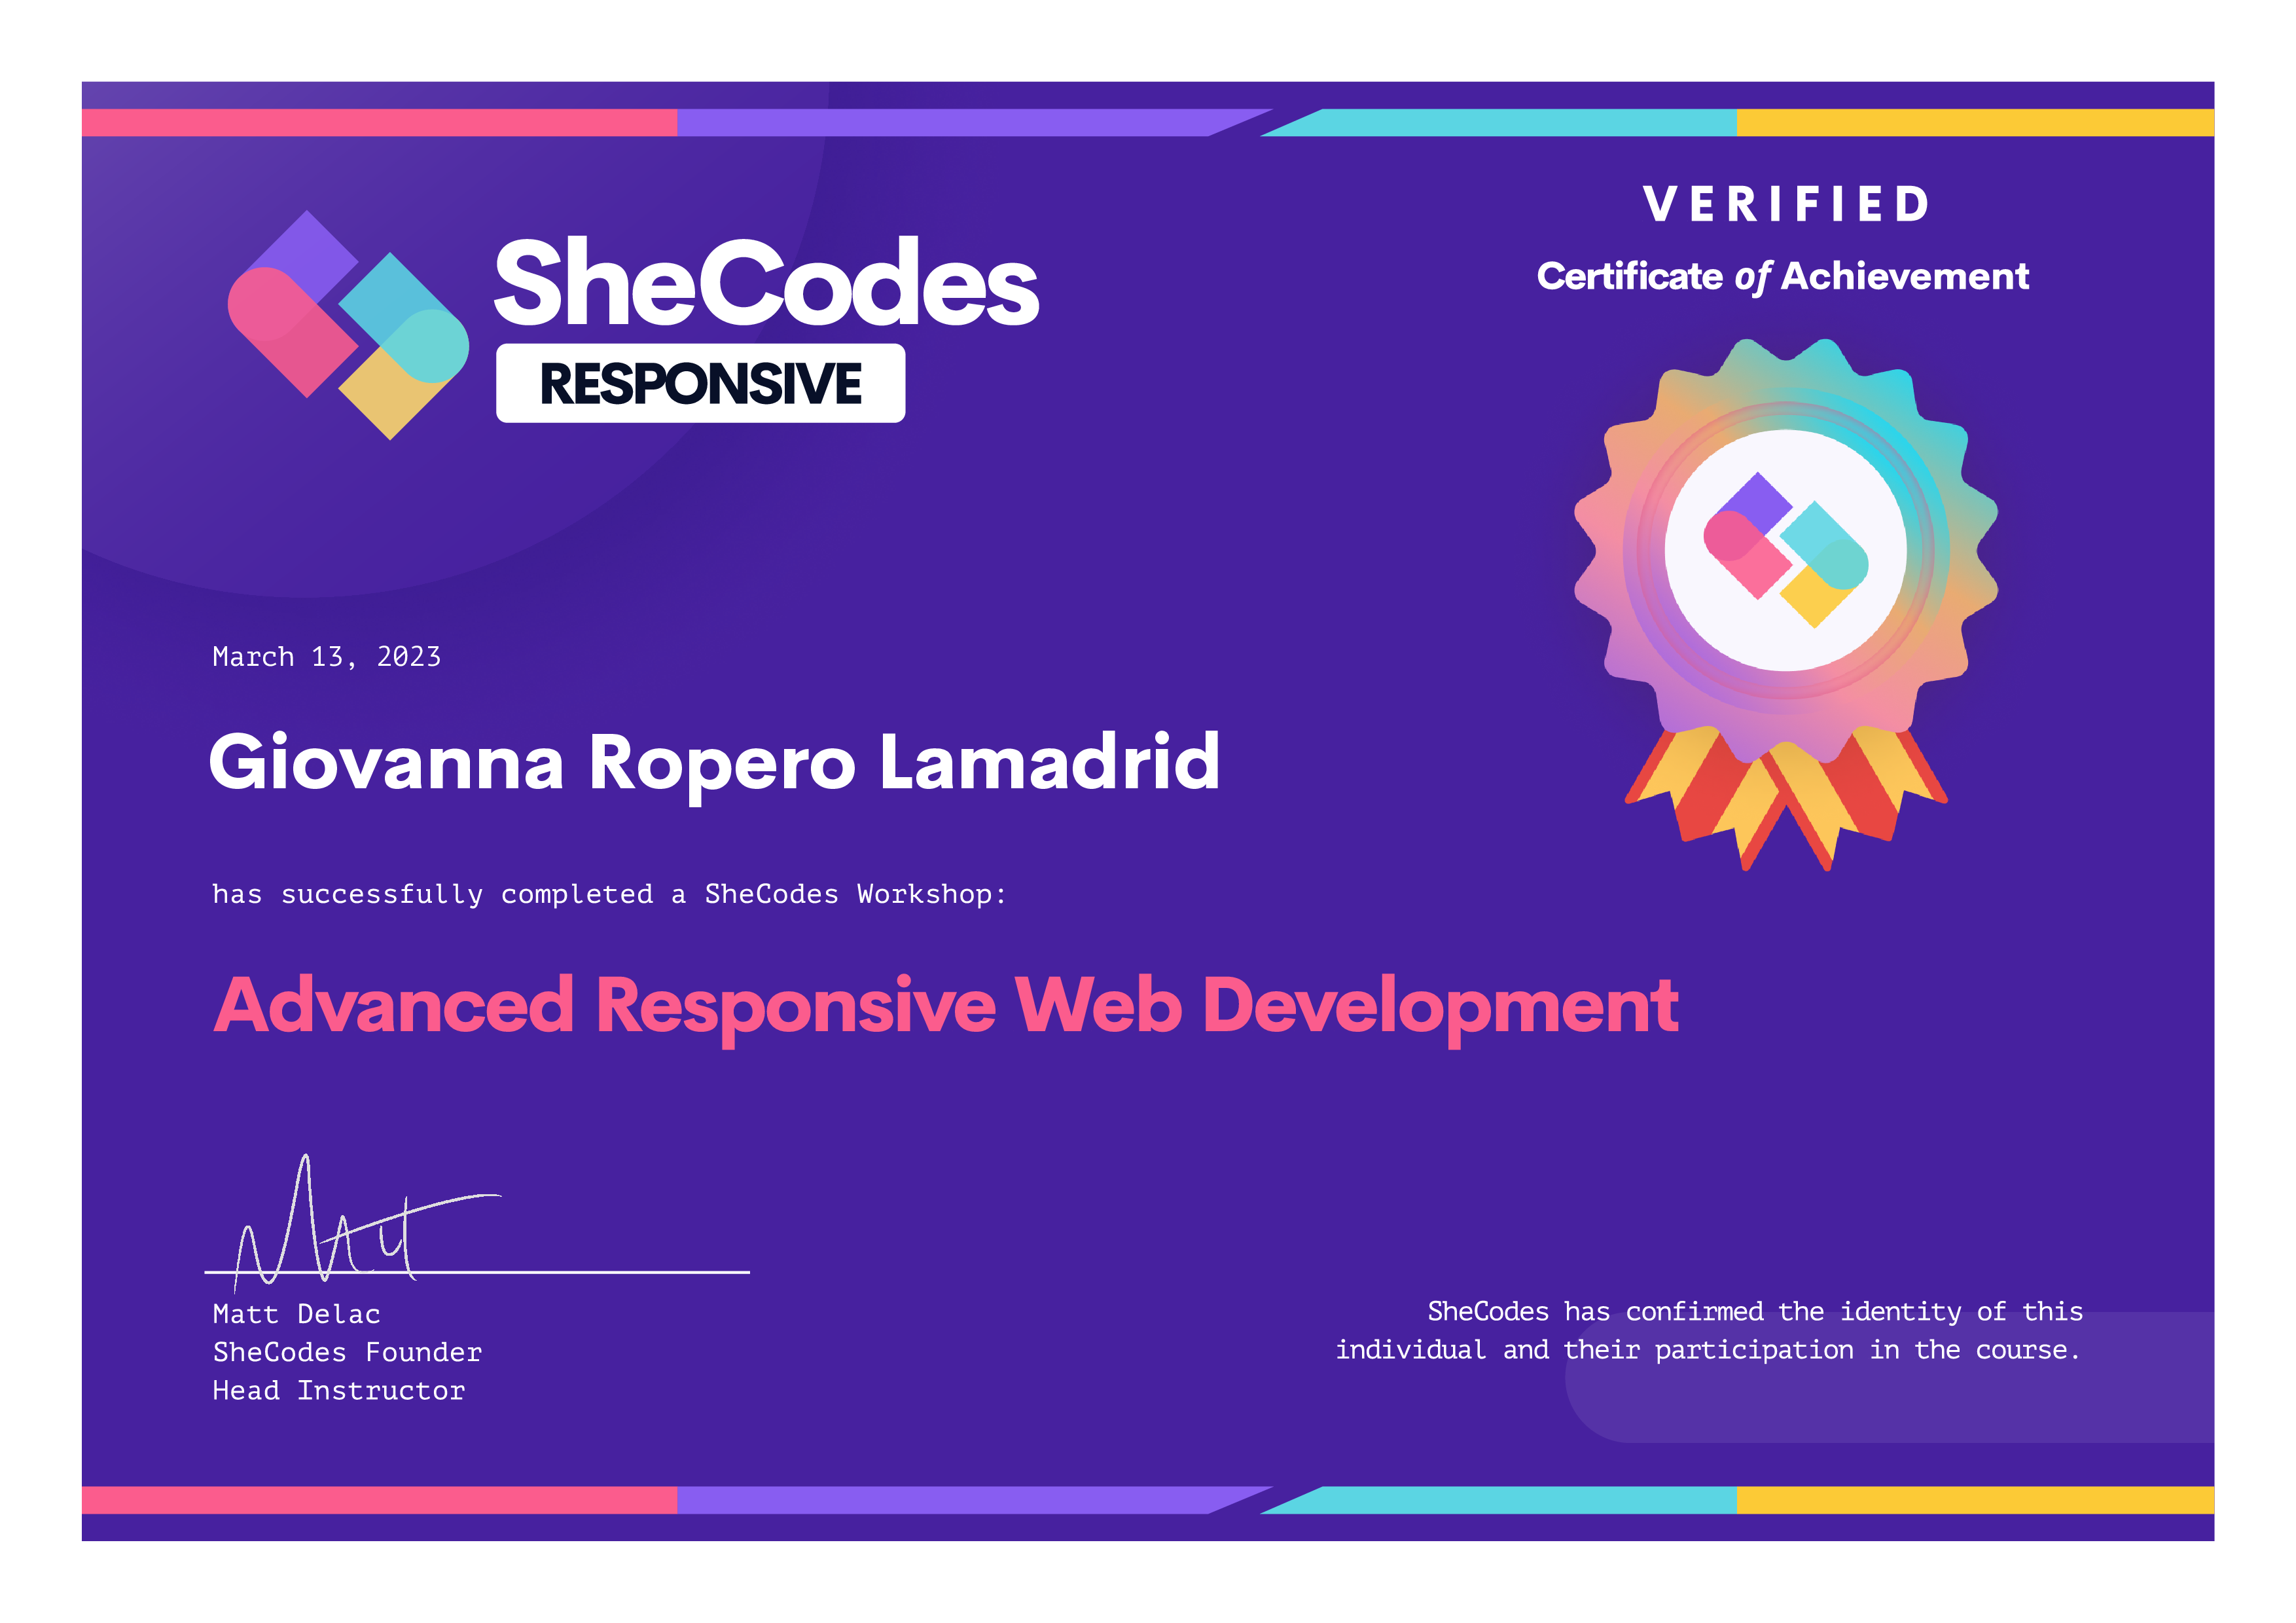 SheCodes
RESPONSIVE
VERIFIED
Certificate of Achievement
March 13, 2023
Giovanna Ropero Lamadrid
has successfully completed a SheCodes Workshop:
Advanced Responsive Web Development
Matt
Matt Delac
SheCodes Founder
Head Instructor
SheCodes has confirmed the identity of this
individual and their participation in the course.